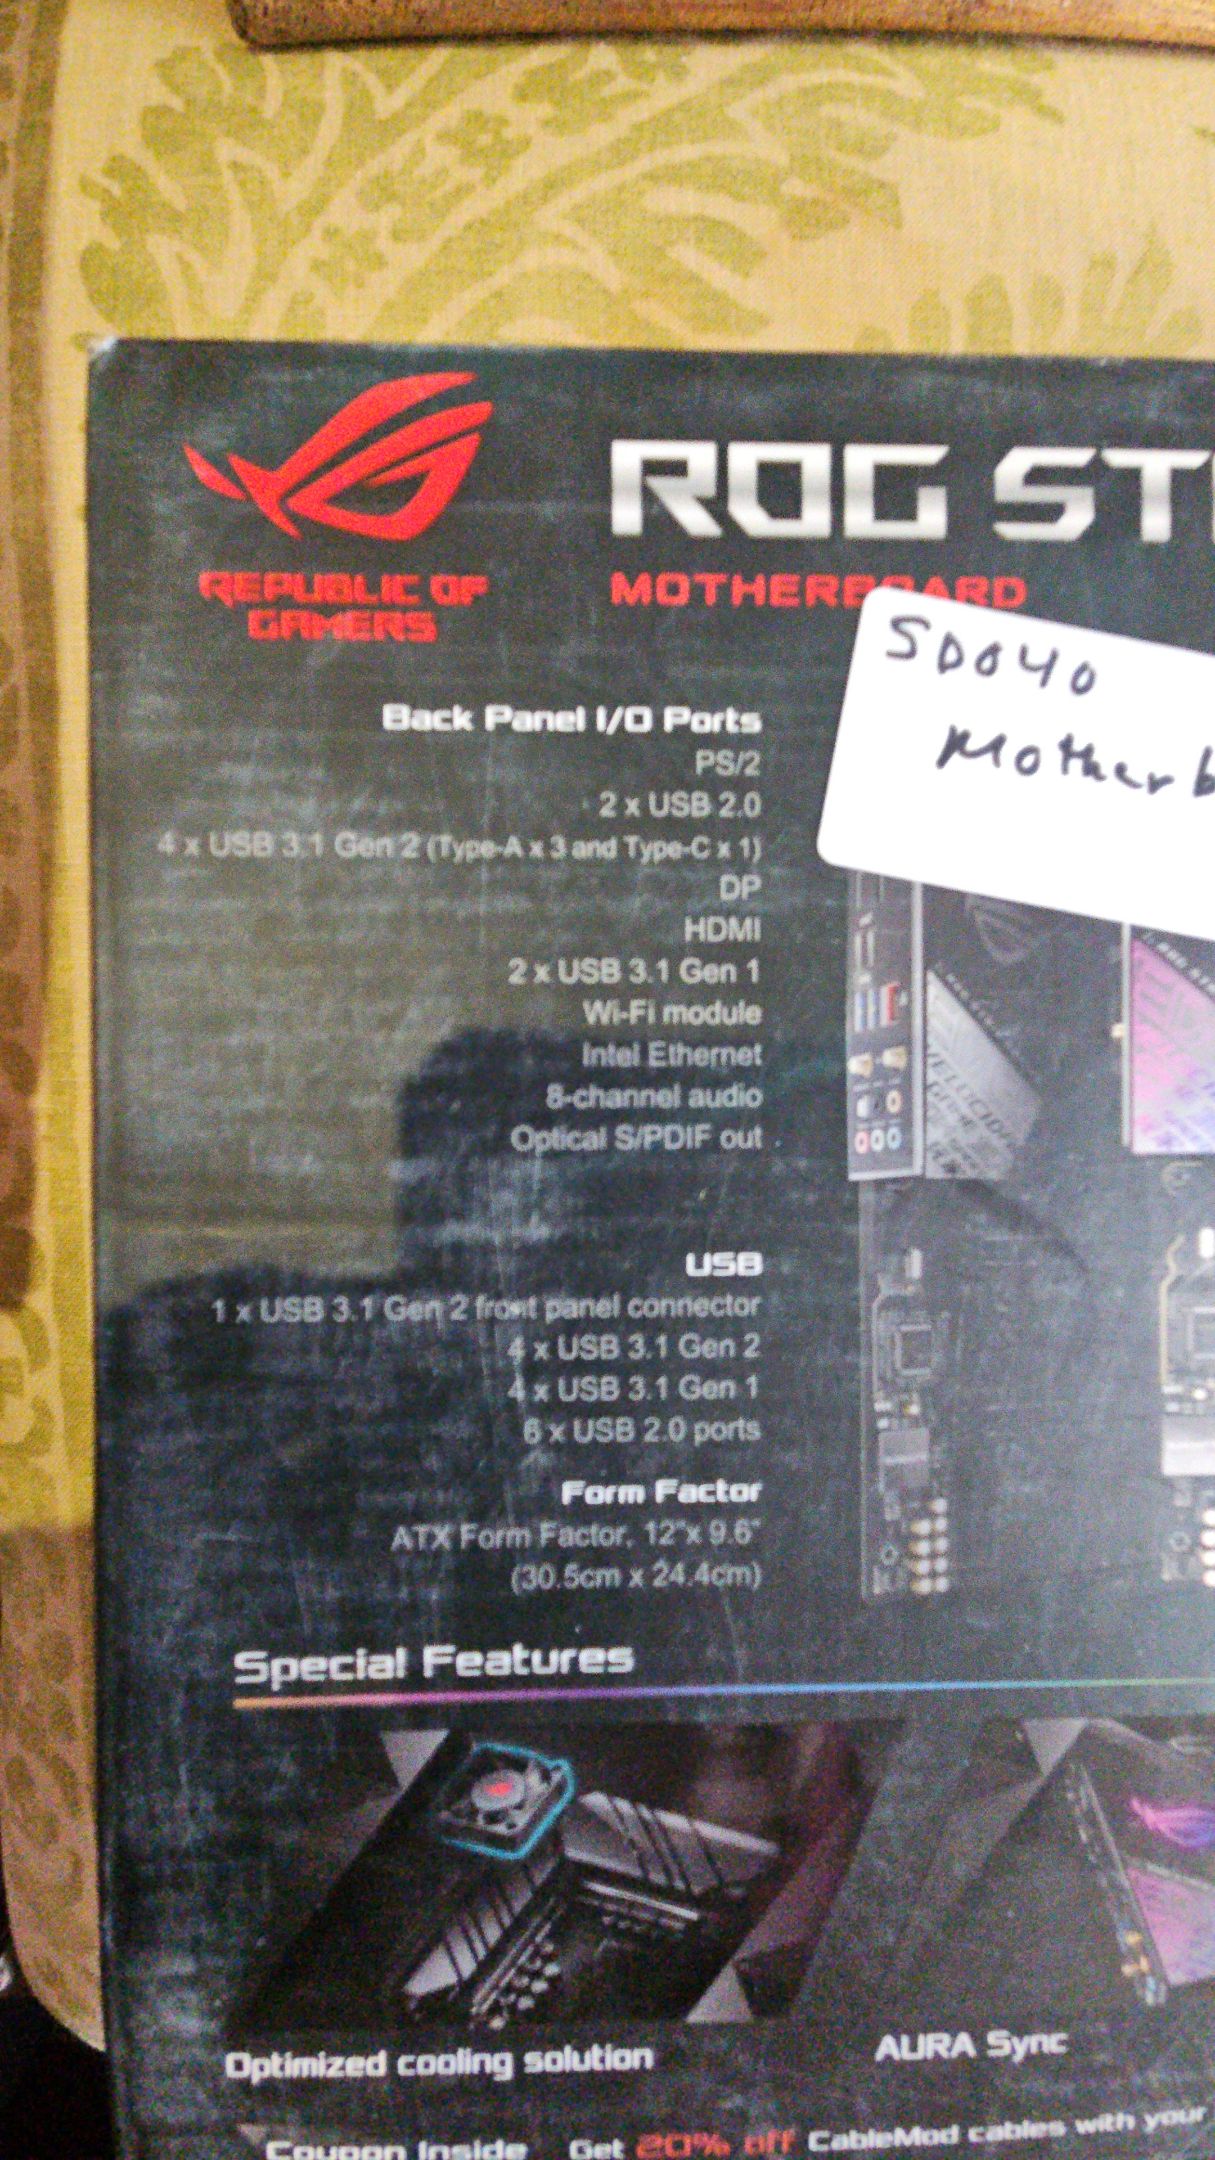 REPUBLIC OF
GAMERS
ROG ST
MOTHERBOARD
SD040
Motherb
Back Panel I/O Ports
PS/2
2 x USB 2.0
4 x USB 3.1 Gen 2 (Type-A x 3 and Type-C x 1)
DP
HDMI
2 x USB 3.1 Gen 1
Wi-Fi module
Intel Ethernet
8-channel audio
Optical S/PDIF out
USB
1 x USB 3.1 Gen 2 front panel connector
4 x USB 3.1 Gen 2
4 x USB 3.1 Gen 1
6 x USB 2.0 ports
Form Factor
ATX Form Factor, 12"x 9.6"
(30.5cm x 24.4cm)
Special Features
Optimized cooling solution
AURA Sync
Coupon Inside Get 20% off CableMod cables with your